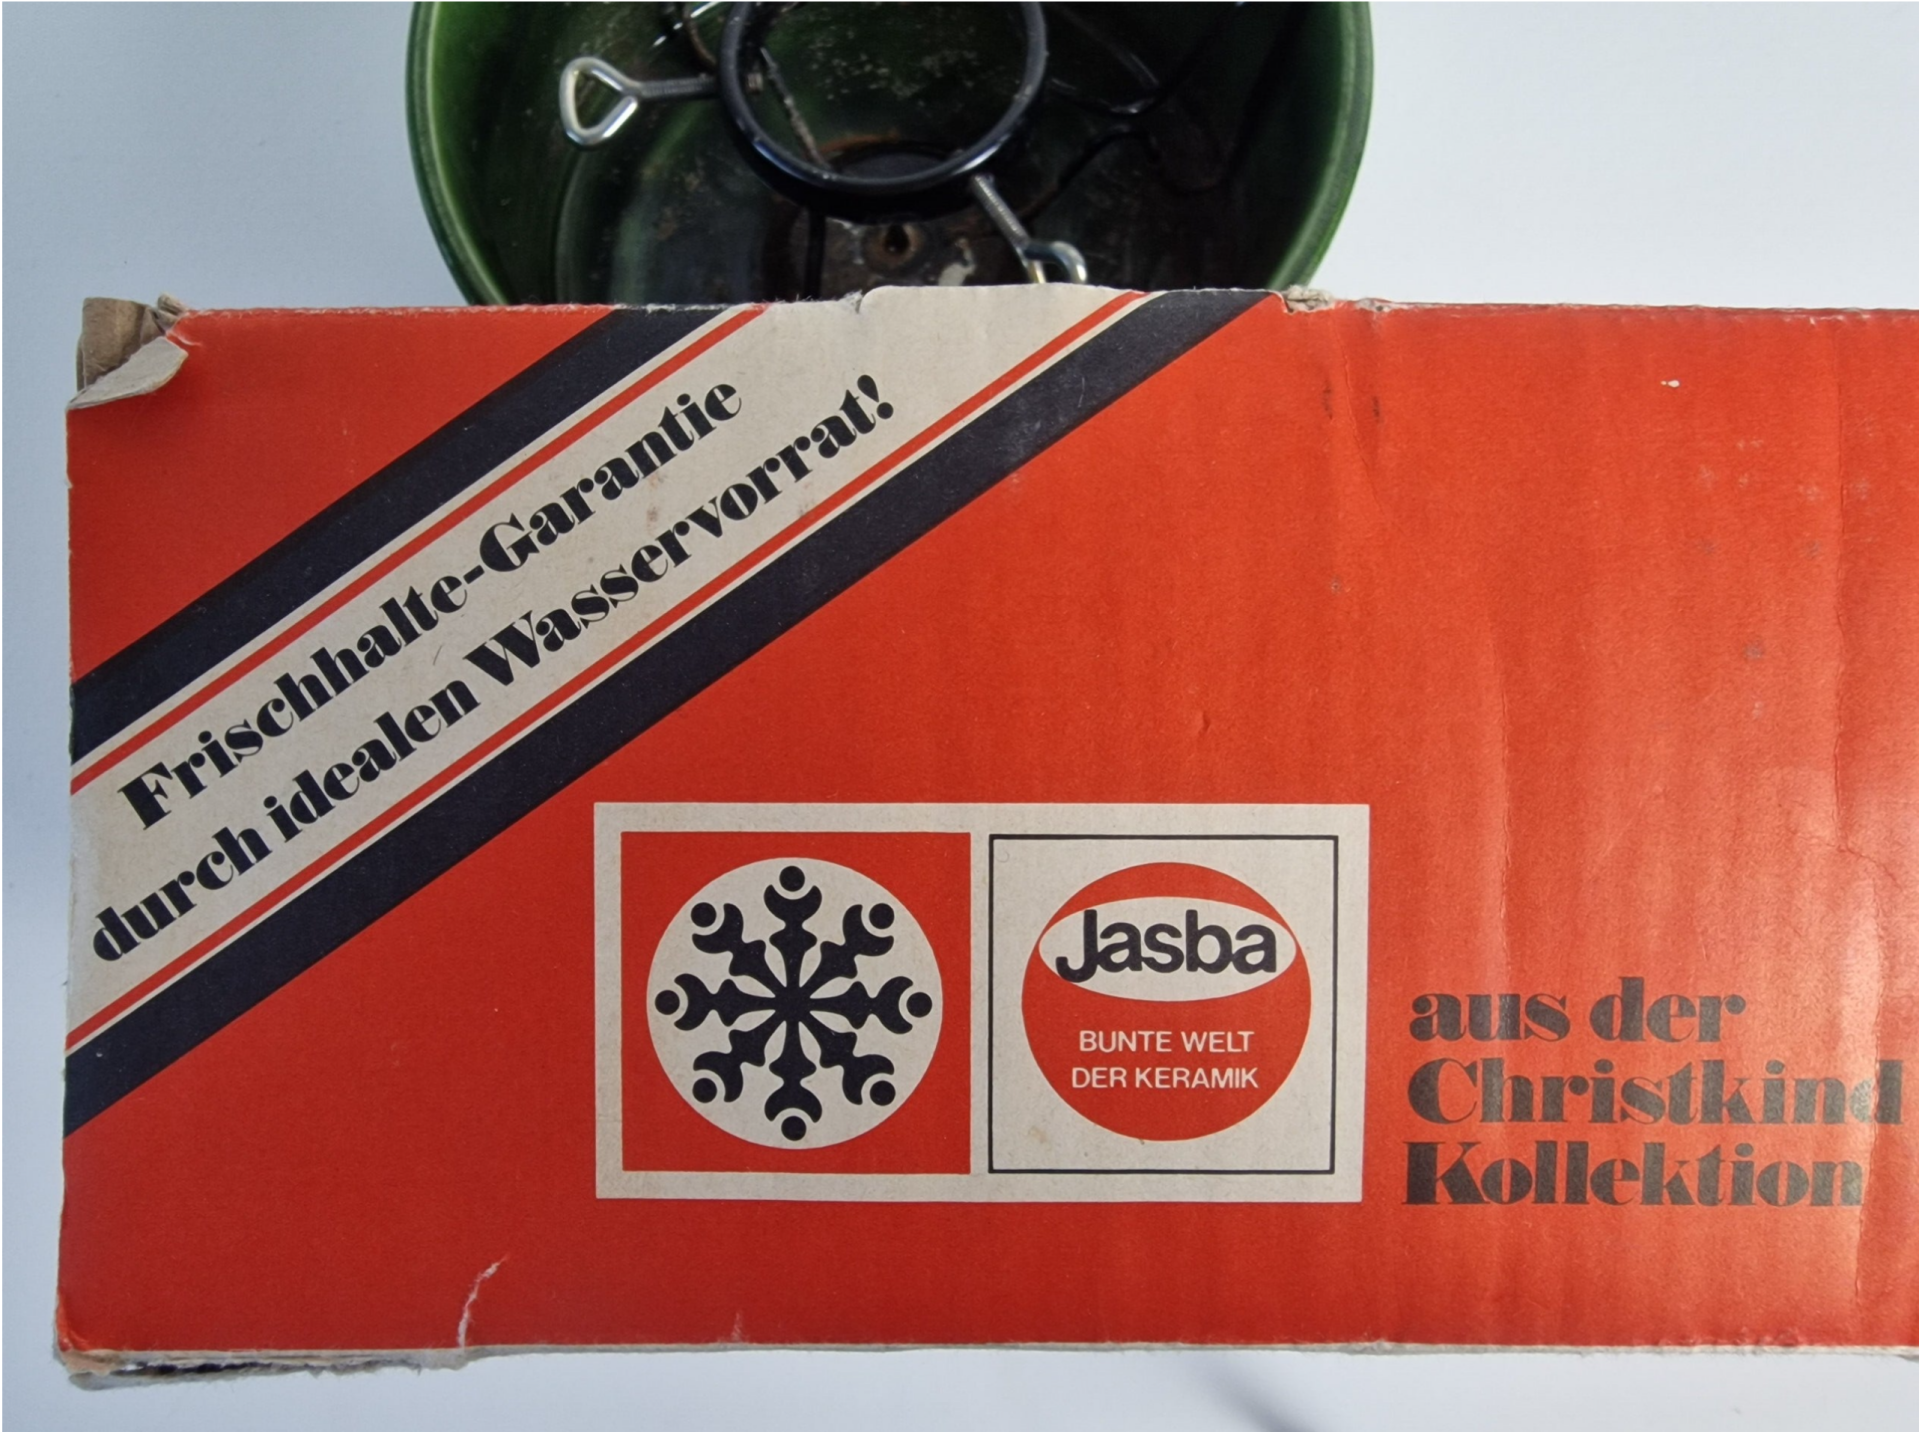 Frischhalte-Garantie
durch idealen Wasservorrat!
Jasba
BUNTE WELT
DER KERAMIK
aus der
Christkind
Kollektion